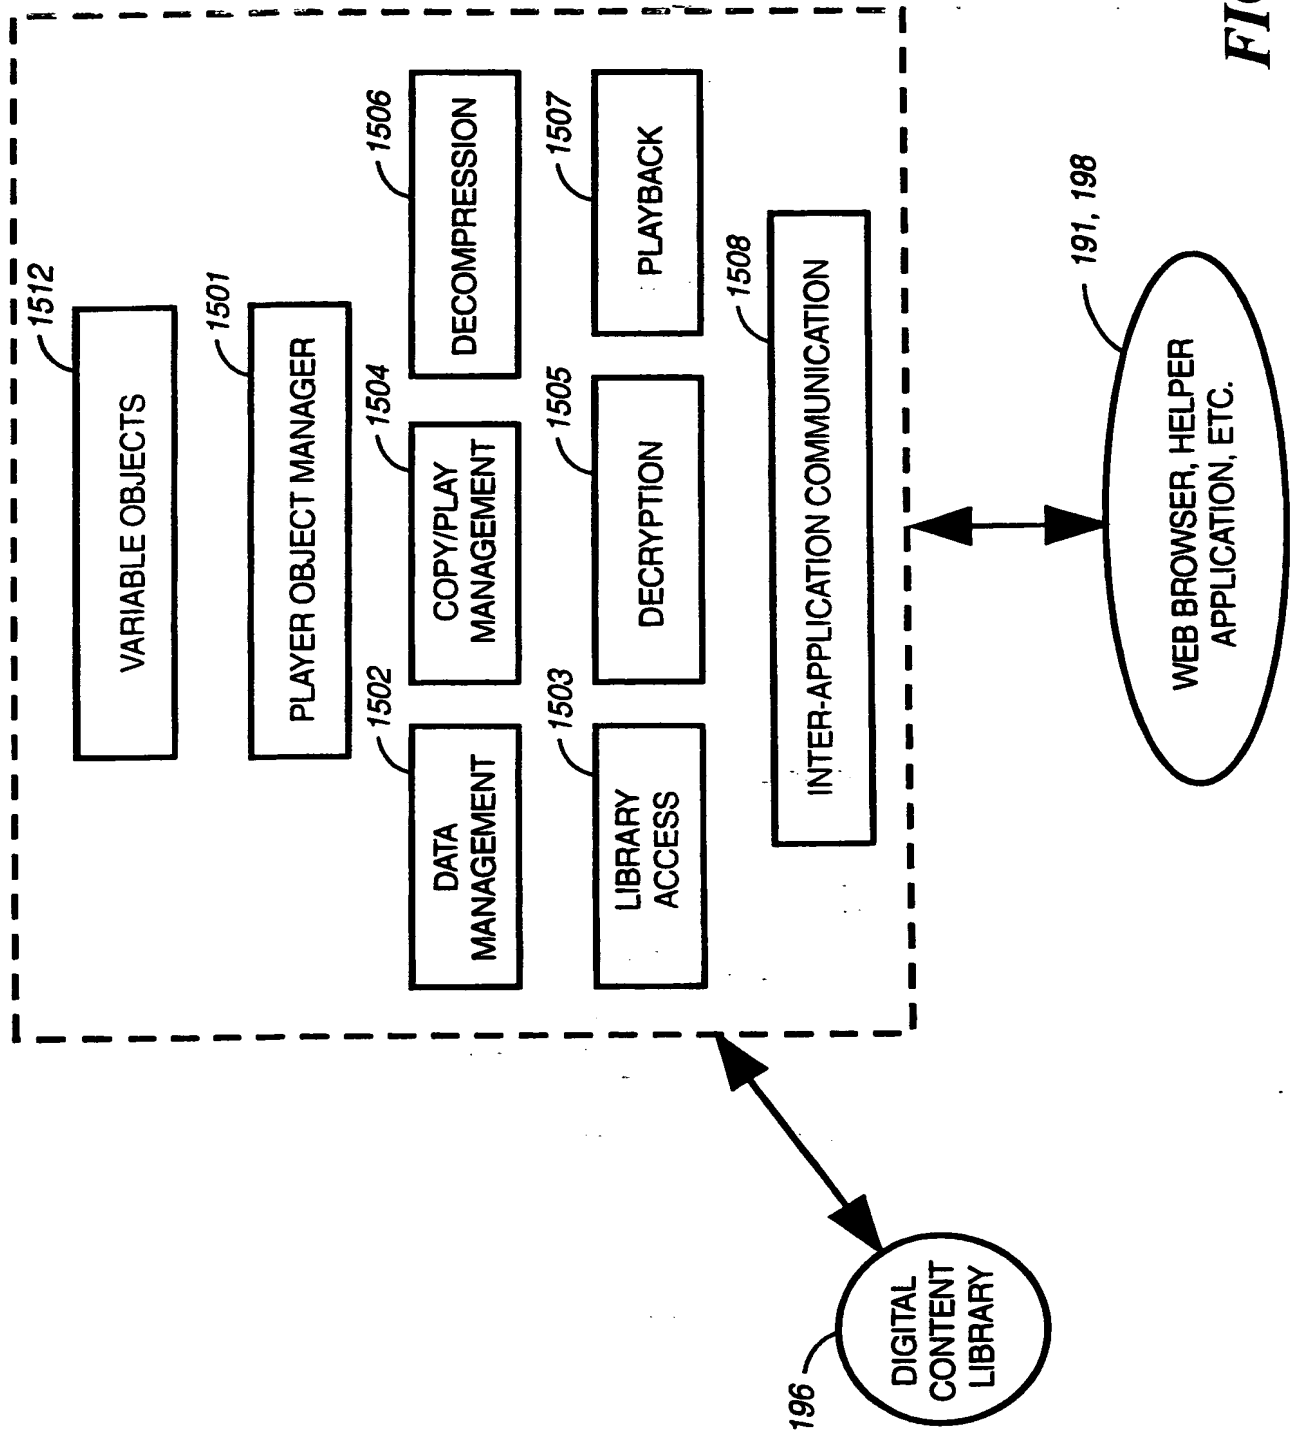 1512
VARIABLE OBJECTS
1501
PLAYER OBJECT MANAGER
1502
DATA
MANAGEMENT
1504
COPY/PLAY
MANAGEMENT
1506
DECOMPRESSION
1503
LIBRARY
ACCESS
1505
DECRYPTION
1507
PLAYBACK
1508
INTER-APPLICATION COMMUNICATION
196
DIGITAL
CONTENT
LIBRARY
191, 198
WEB BROWSER, HELPER
APPLICATION, ETC.